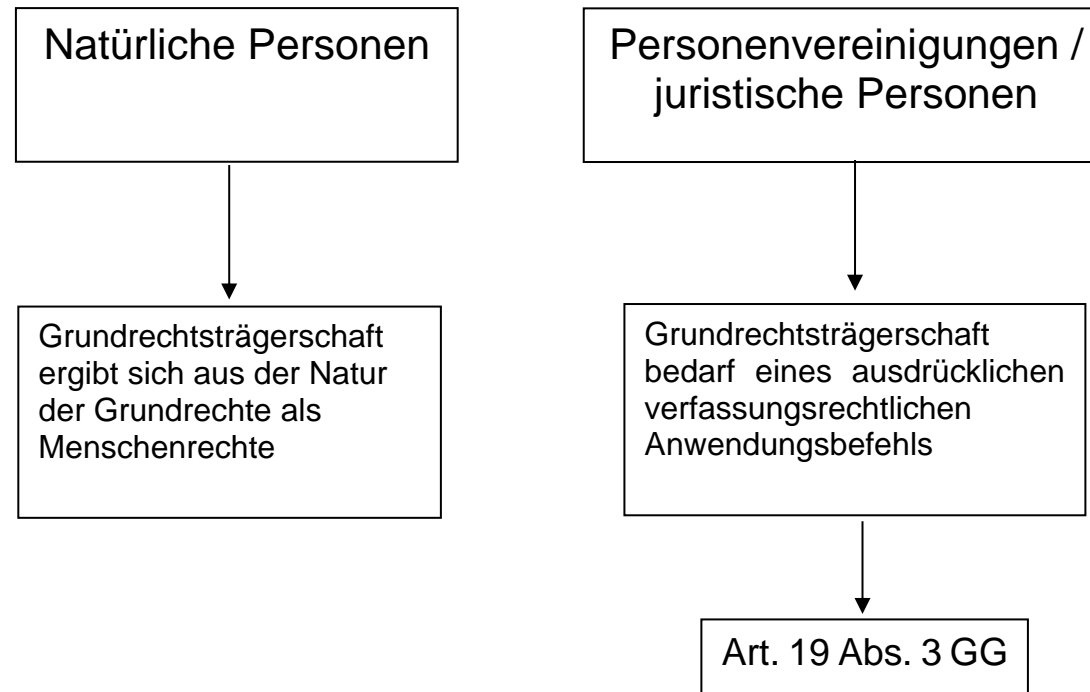 Natürliche Personen
Personenvereinigungen /
juristische Personen
Grundrechtsträgerschaft
ergibt sich aus der Natur
der Grundrechte als
Menschenrechte
Grundrechtsträgerschaft
bedarf eines ausdrücklichen
verfassungsrechtlichen
Anwendungsbefehls
Art. 19 Abs. 3 GG